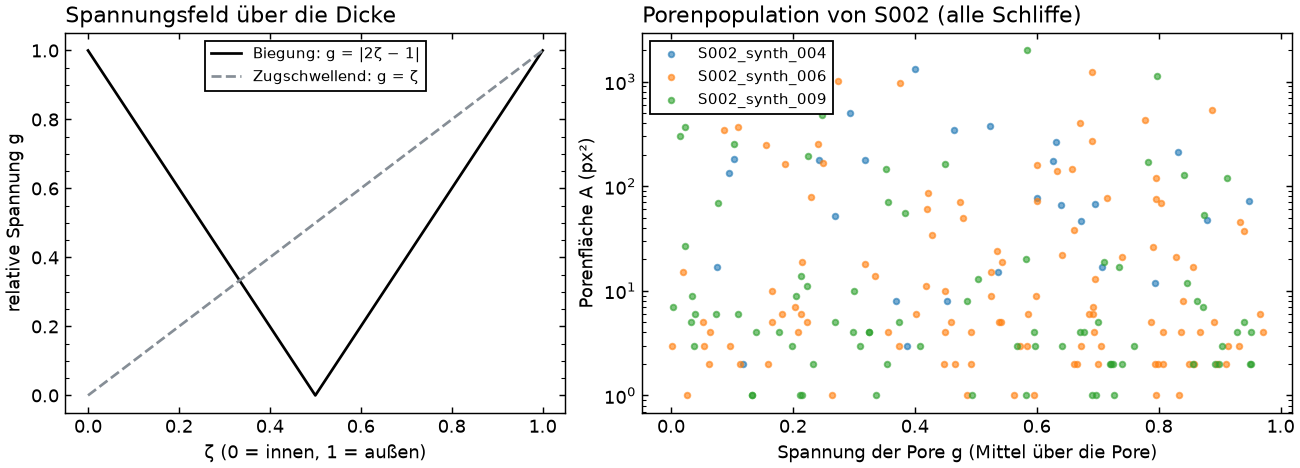 Spannungsfeld über die Dicke
relative Spannung g
1.0
0.8
0.6
0.4
0.2
0.0
Biegung: g = |2ζ − 1|
Zugschwellend: g = ζ
0.0 0.2 0.4 0.6 0.8 1.0
ζ (0 = innen, 1 = außen)
Porenpopulation von S002 (alle Schliffe)
Porenfläche A (px²)
10³
10²
10¹
10⁰
S002_synth_004
S002_synth_006
S002_synth_009
0.0 0.2 0.4 0.6 0.8 1.0
Spannung der Pore g (Mittel über die Pore)